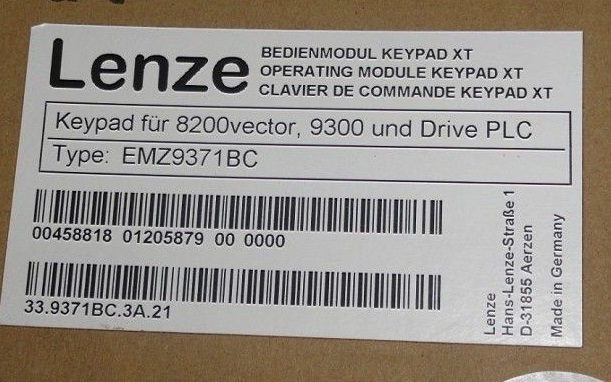 Lenze
BEDIENMODUL KEYPAD XT
OPERATING MODULE KEYPAD XT
CLAVIER DE COMMANDE KEYPAD XT
Keypad für 8200vector, 9300 und Drive PLC
Type: EMZ9371BC
00458818 01205879 00 0000
33.9371BC.3A.21
Lenze
Hans-Lenze-Straße 1
D-31855 Aerzen
Made in Germany